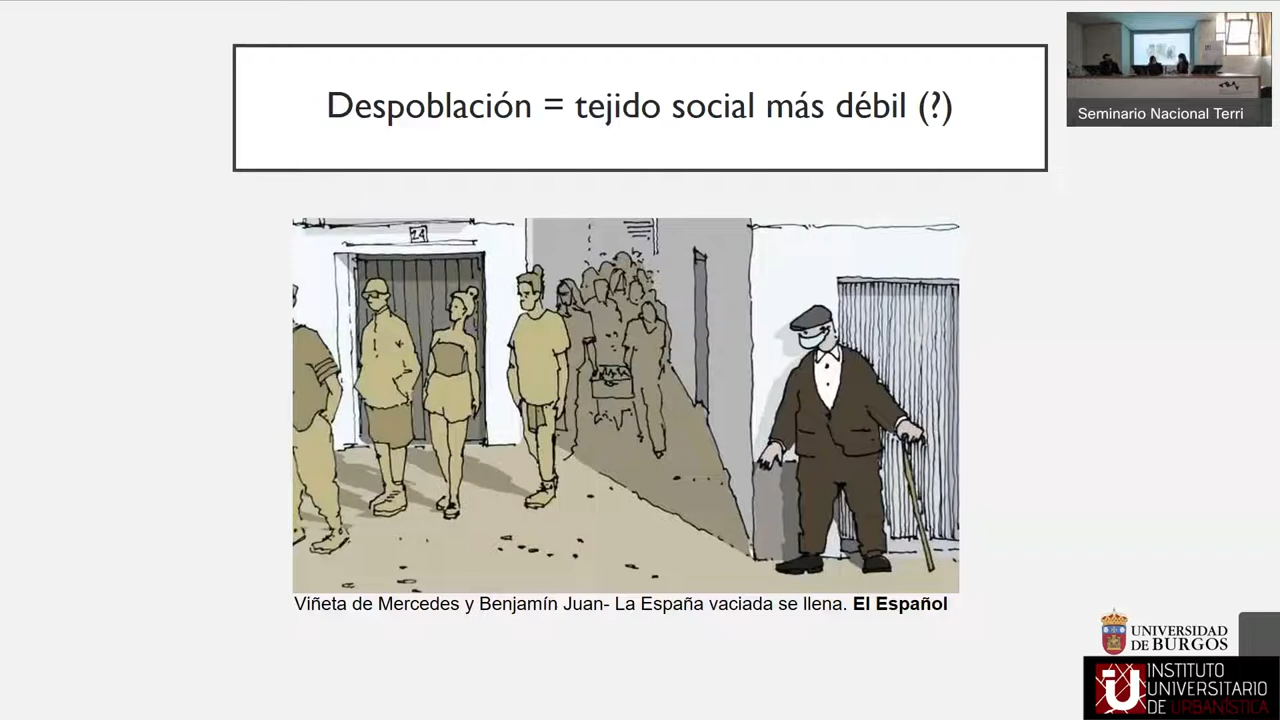 Despoblación = tejido social más débil (?)
Seminario Nacional Terri
24
Viñeta de Mercedes y Benjamín Juan- La España vaciada se llena. El Español
UNIVERSIDAD
DE BURGOS
INSTITUTO
UNIVERSITARIO
DE URBANÍSTICA